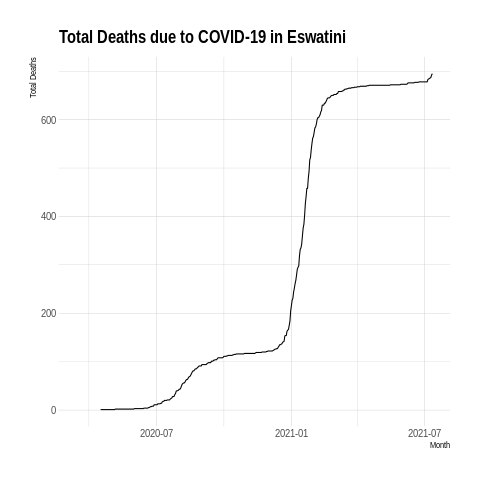 Total Deaths due to COVID-19 in Eswatini
Total Deaths
600
400
200
0
2020-07
2021-01
2021-07
Month